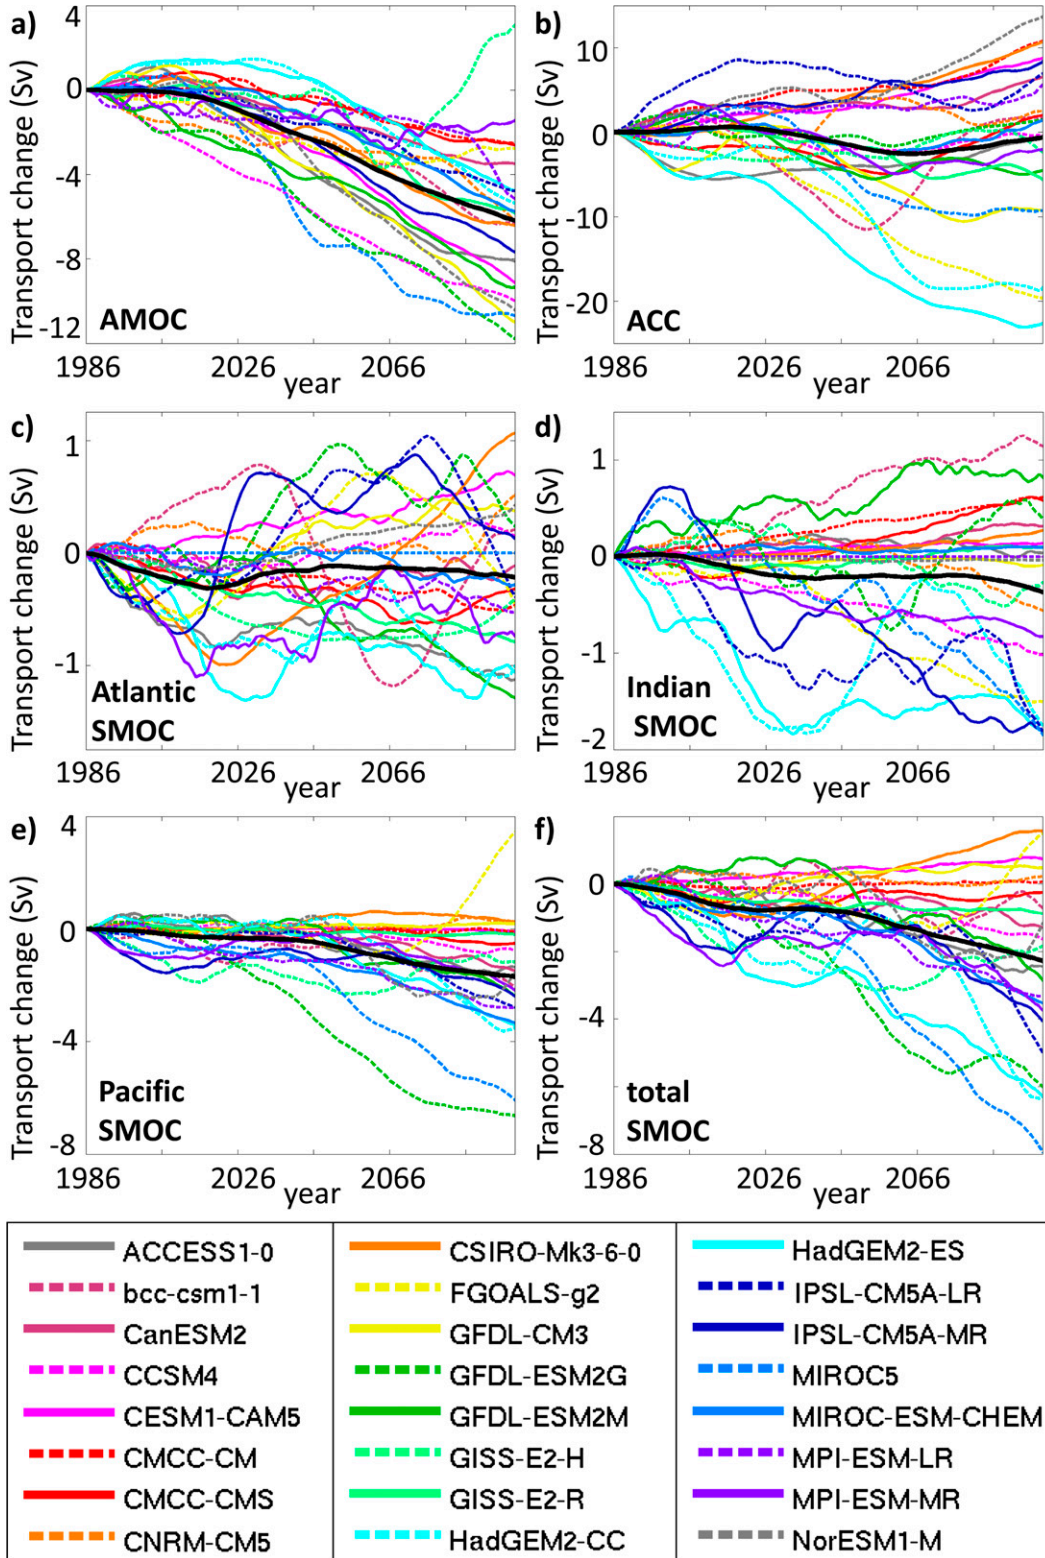 a)
4
0
-4
-8
-12
Transport change (Sv)
AMOC
1986
2026
2066
year
b)
10
0
-10
-20
Transport change (Sv)
ACC
1986
2026
2066
year
c)
1
0
-1
Transport change (Sv)
Atlantic
SMOC
1986
2026
2066
year
d)
1
0
-1
-2
Transport change (Sv)
Indian
SMOC
1986
2026
2066
year
e)
4
0
-4
-8
Transport change (Sv)
Pacific
SMOC
1986
2026
2066
year
f)
0
-4
-8
Transport change (Sv)
total
SMOC
1986
2026
2066
year
ACCESS1-0
bcc-csm1-1
CanESM2
CCSM4
CESM1-CAM5
CMCC-CM
CMCC-CMS
CNRM-CM5
CSIRO-Mk3-6-0
FGOALS-g2
GFDL-CM3
GFDL-ESM2G
GFDL-ESM2M
GISS-E2-H
GISS-E2-R
HadGEM2-CC
HadGEM2-ES
IPSL-CM5A-LR
IPSL-CM5A-MR
MIROC5
MIROC-ESM-CHEM
MPI-ESM-LR
MPI-ESM-MR
NorESM1-M